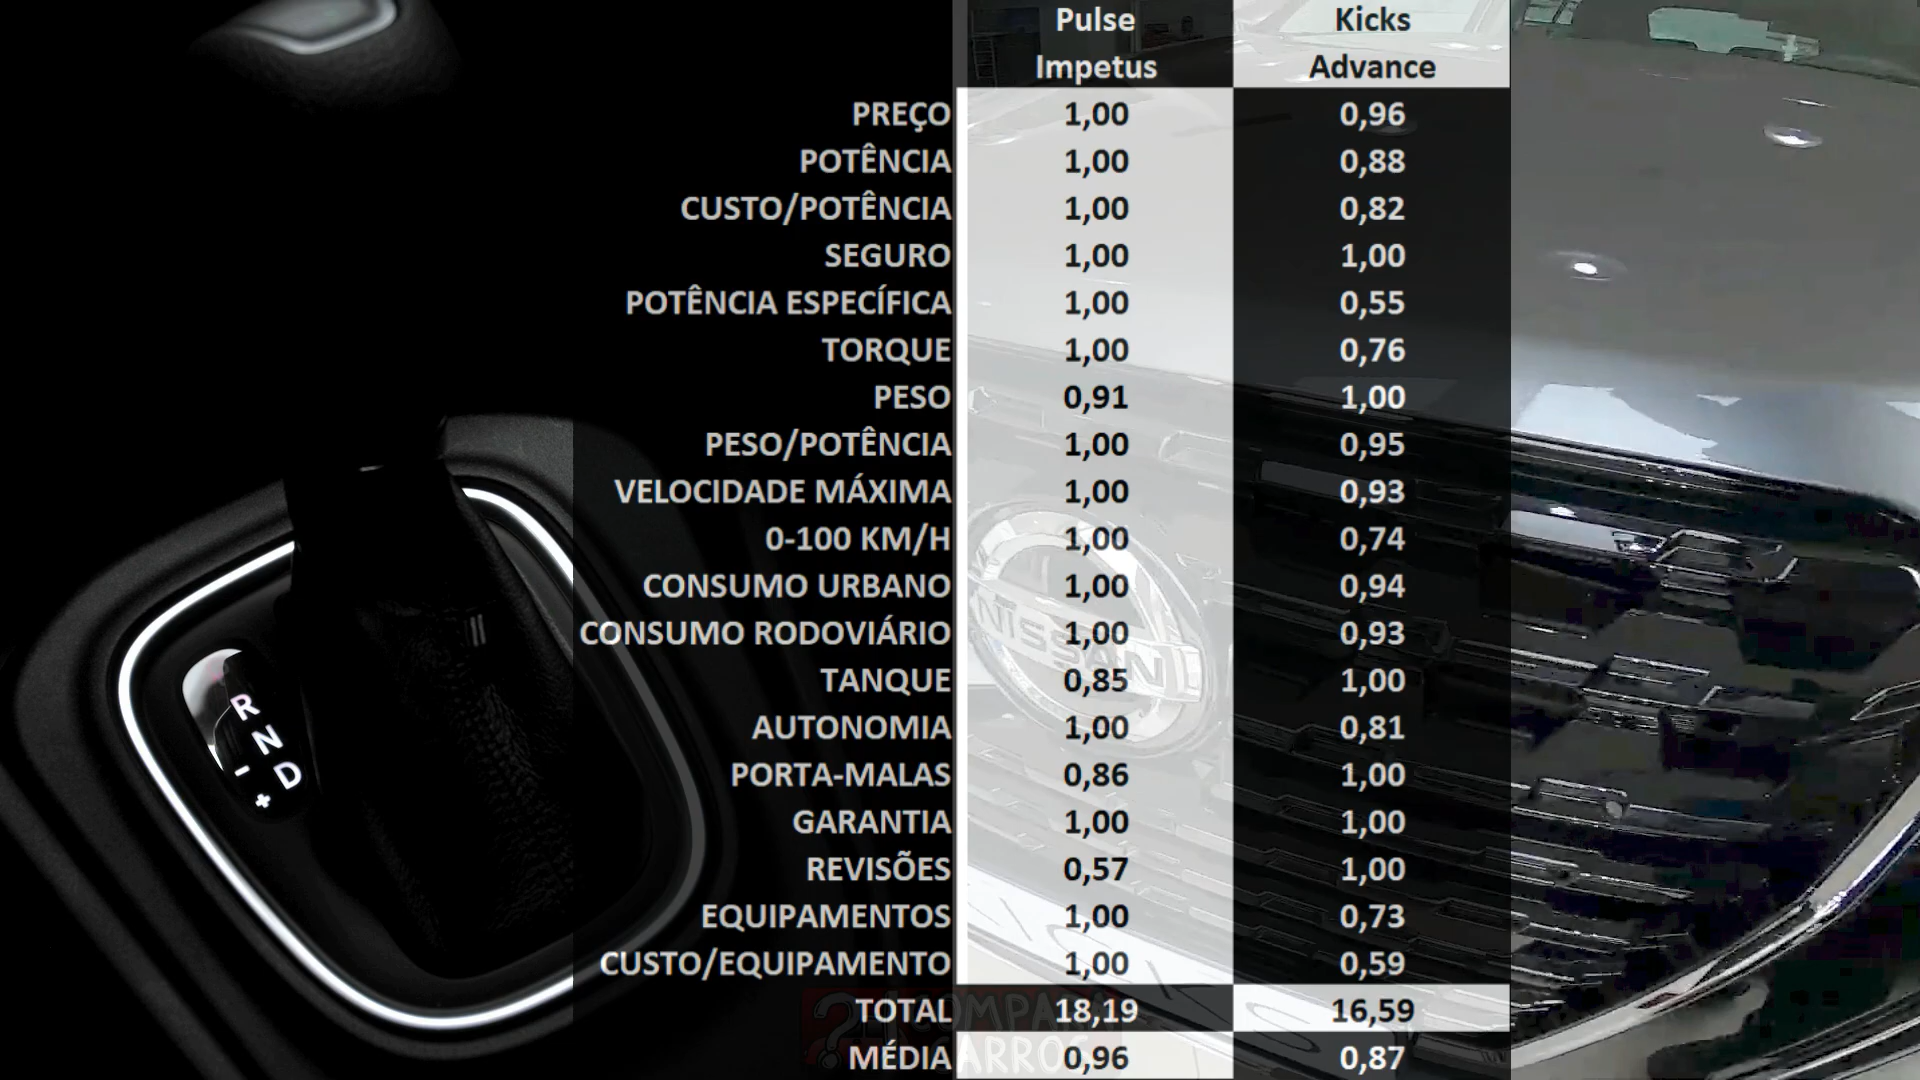 Pulse Kicks
Impetus Advance
PREÇO 1,00 0,96
POTÊNCIA 1,00 0,88
CUSTO/POTÊNCIA 1,00 0,82
SEGURO 1,00 1,00
POTÊNCIA ESPECÍFICA 1,00 0,55
TORQUE 1,00 0,76
PESO 0,91 1,00
PESO/POTÊNCIA 1,00 0,95
VELOCIDADE MÁXIMA 1,00 0,93
0-100 KM/H 1,00 0,74
CONSUMO URBANO 1,00 0,94
CONSUMO RODOVIÁRIO 1,00 0,93
TANQUE 0,85 1,00
AUTONOMIA 1,00 0,81
PORTA-MALAS 0,86 1,00
GARANTIA 1,00 1,00
REVISÕES 0,57 1,00
EQUIPAMENTOS 1,00 0,73
CUSTO/EQUIPAMENTO 1,00 0,59
TOTAL 18,19 16,59
MÉDIA 0,96 0,87
NISSAN
R
N
- D
+
KICKS